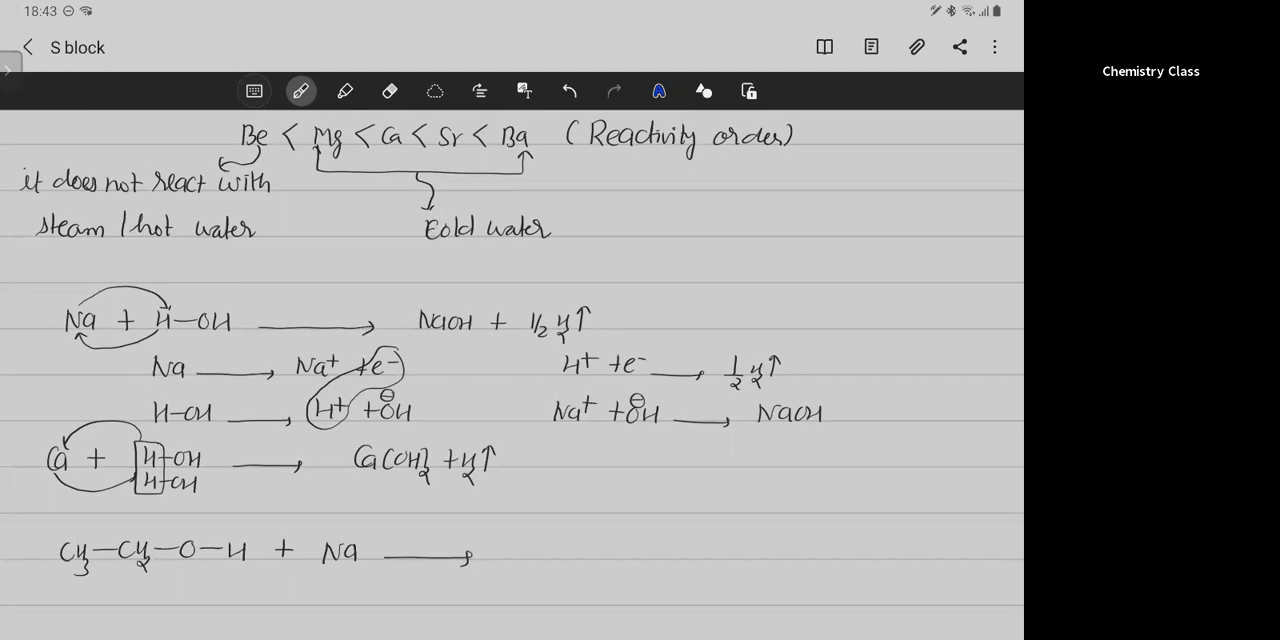 18:43
S block
Chemistry Class
Be < Mg < Ca < Sr < Ba (Reactivity order)
it does not react with
steam / hot water
Cold water
Na + H-OH ⟶ NaOH + 1/2 H₂↑
Na ⟶ Na⁺ + e⁻ H⁺ + e⁻ ⟶ 1/2 H₂↑
H-OH ⟶ H⁺ + OH⊖ Na⁺ + OH⊖ ⟶ NaOH
Ca + H-OH ⟶ Ca(OH)₂ + H₂↑
H-OH
CH₃-CH₂-O-H + Na ⟶